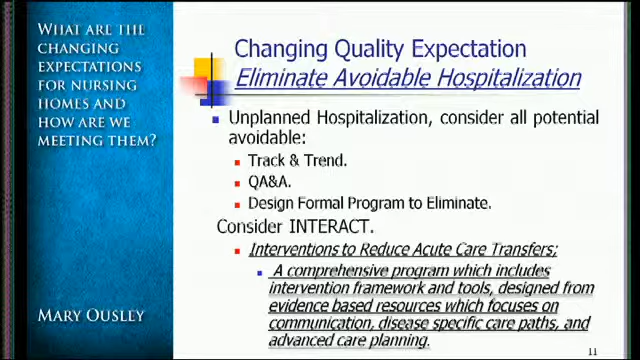 WHAT ARE THE
CHANGING
EXPECTATIONS
FOR NURSING
HOMES AND
HOW ARE WE
MEETING THEM?
MARY OUSLEY
Changing Quality Expectation
Eliminate Avoidable Hospitalization
Unplanned Hospitalization, consider all potential
avoidable:
Track & Trend.
QA&A.
Design Formal Program to Eliminate.
Consider INTERACT.
Interventions to Reduce Acute Care Transfers;
A comprehensive program which includes
intervention framework and tools, designed from
evidence based resources which focuses on
communication, disease specific care paths, and
advanced care planning.
11